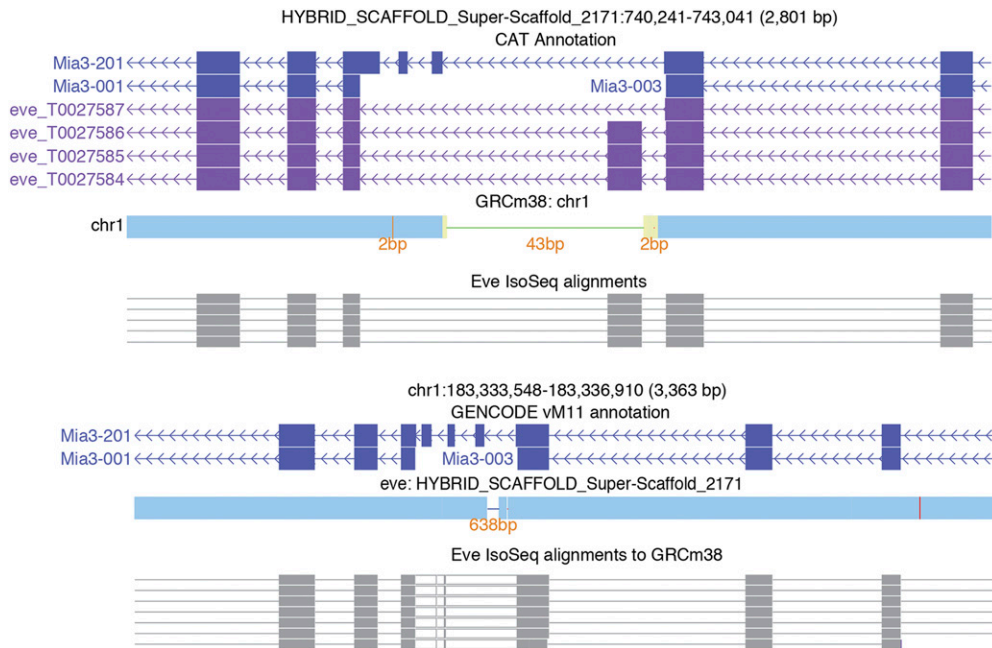 HYBRID_SCAFFOLD_Super-Scaffold_2171:740,241-743,041 (2,801 bp)
CAT Annotation
Mia3-201
Mia3-001 Mia3-003
eve_T0027587
eve_T0027586
eve_T0027585
eve_T0027584
GRCm38: chr1
chr1
2bp 43bp 2bp
Eve IsoSeq alignments
chr1:183,333,548-183,336,910 (3,363 bp)
GENCODE vM11 annotation
Mia3-201
Mia3-001 Mia3-003
eve: HYBRID_SCAFFOLD_Super-Scaffold_2171
638bp
Eve IsoSeq alignments to GRCm38